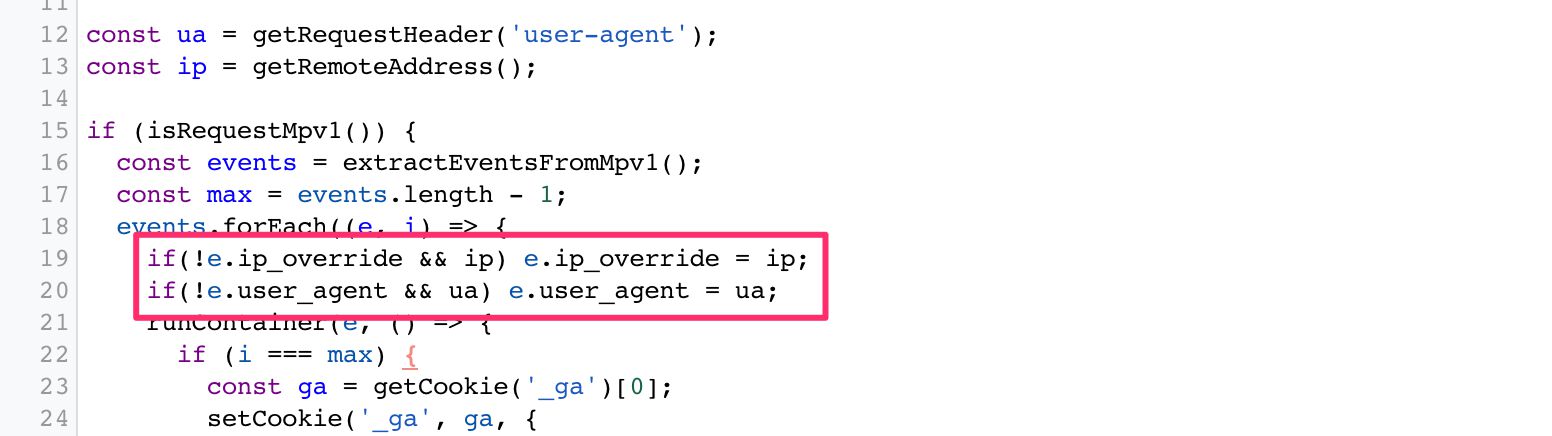 11
12 const ua = getRequestHeader('user-agent');
13 const ip = getRemoteAddress();
14
15 if (isRequestMpv1()) {
16   const events = extractEventsFromMpv1();
17   const max = events.length - 1;
18   events.forEach((e, i) => {
19     if(!e.ip_override && ip) e.ip_override = ip;
20     if(!e.user_agent && ua) e.user_agent = ua;
21     runContainer(e, () => {
22       if (i === max) {
23         const ga = getCookie('_ga')[0];
24         setCookie('_ga', ga, {